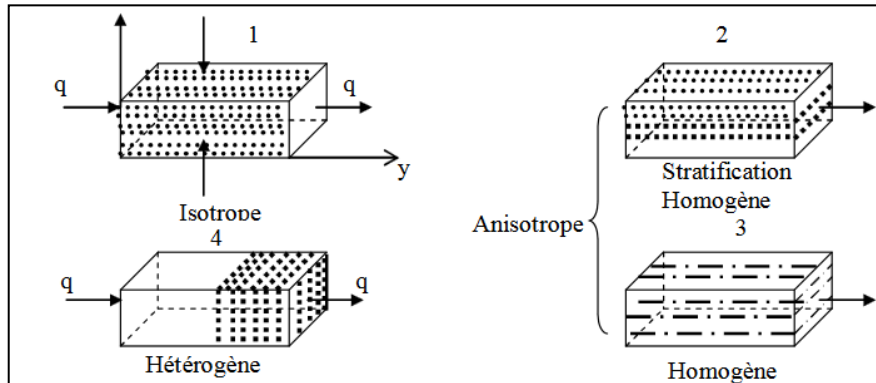 1
q
q
y
Isotrope
2
Stratification
Homogène
Anisotrope
4
q
q
Hétérogène
3
Homogène